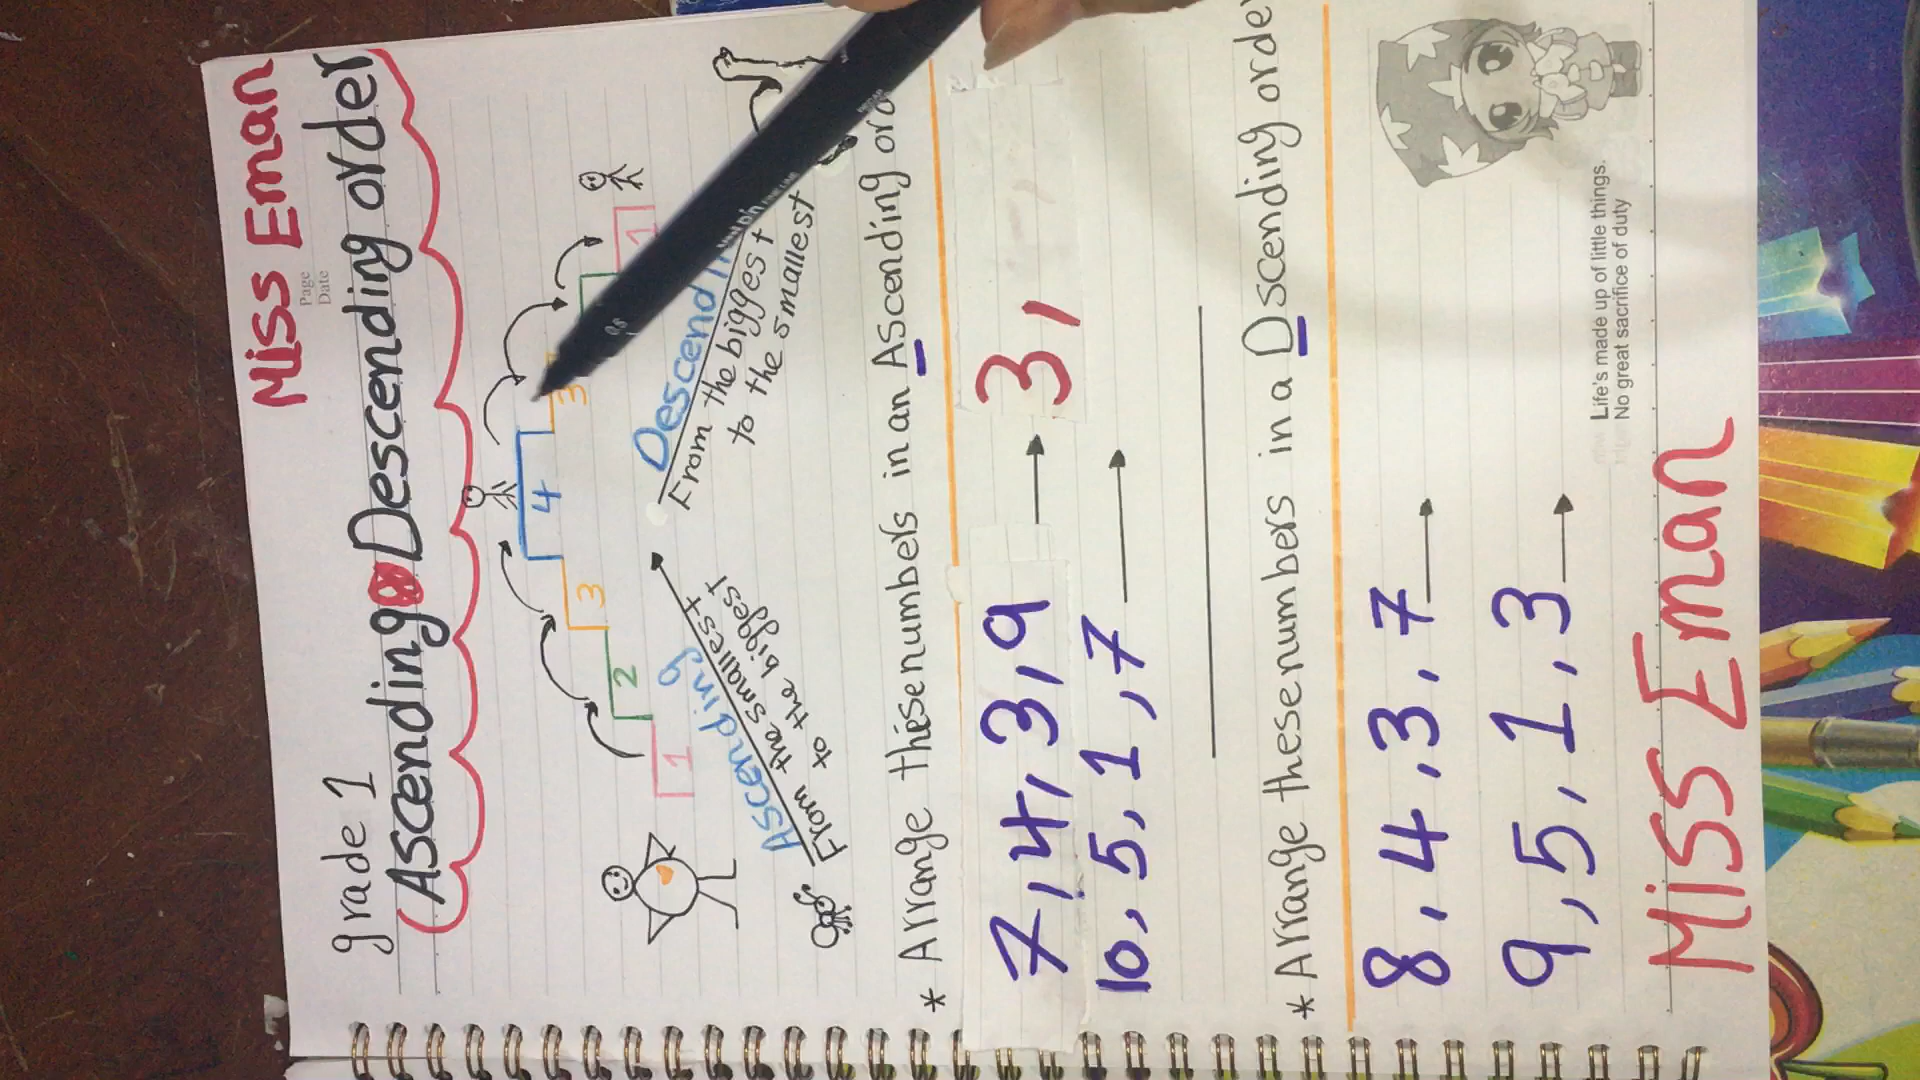 Miss Eman
Page
Date
grade 1
Ascending & Descending order
4
3 3
2
1 1
Ascending
From the smallest
to the biggest
From the biggest
to the smallest
* Arrange these numbers in an Ascending
7, 4, 3, 9 → 3,
10, 5, 1, 7 →
* Arrange these numbers in a Dscending order
8, 4, 3, 7 →
9, 5, 1, 3 →
Life's made up of little things.
No great sacrifice of duty
Miss Eman